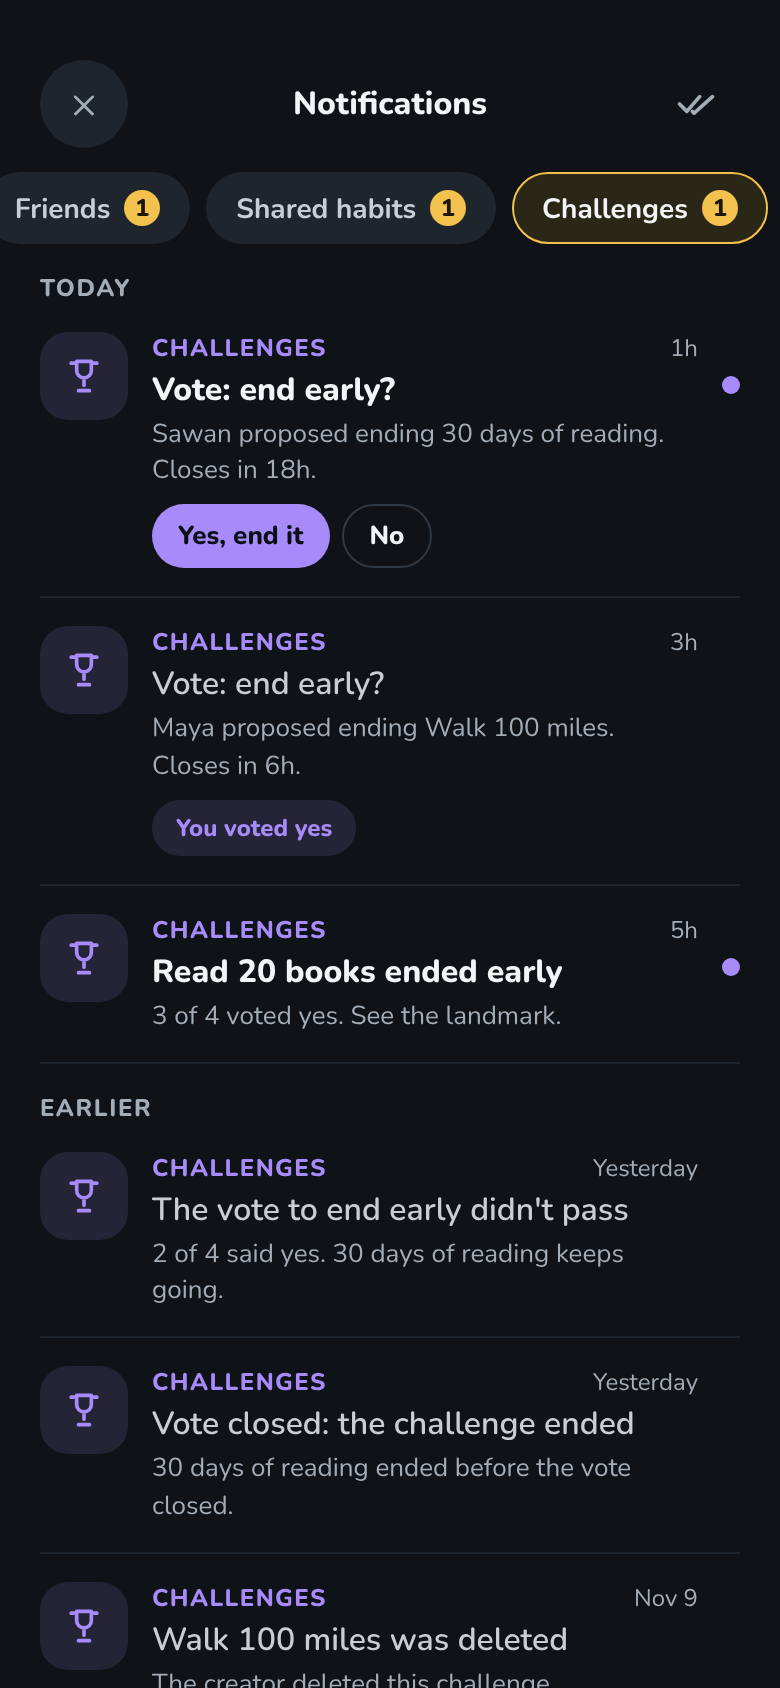 Notifications
Friends 1 Shared habits 1 Challenges 1
TODAY
CHALLENGES 1h
Vote: end early?
Sawan proposed ending 30 days of reading.
Closes in 18h.
Yes, end it No
CHALLENGES 3h
Vote: end early?
Maya proposed ending Walk 100 miles.
Closes in 6h.
You voted yes
CHALLENGES 5h
Read 20 books ended early
3 of 4 voted yes. See the landmark.
EARLIER
CHALLENGES Yesterday
The vote to end early didn't pass
2 of 4 said yes. 30 days of reading keeps
going.
CHALLENGES Yesterday
Vote closed: the challenge ended
30 days of reading ended before the vote
closed.
CHALLENGES Nov 9
Walk 100 miles was deleted
The creator deleted this challenge